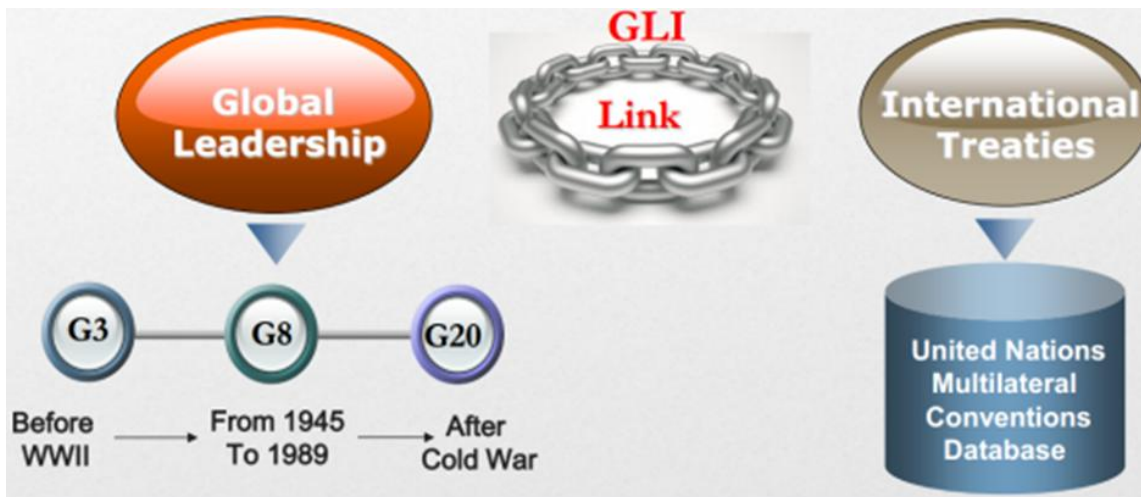 Global
Leadership
GLI
Link
International
Treaties
G3
G8
G20
Before
WWII
From 1945
To 1989
After
Cold War
United Nations
Multilateral
Conventions
Database